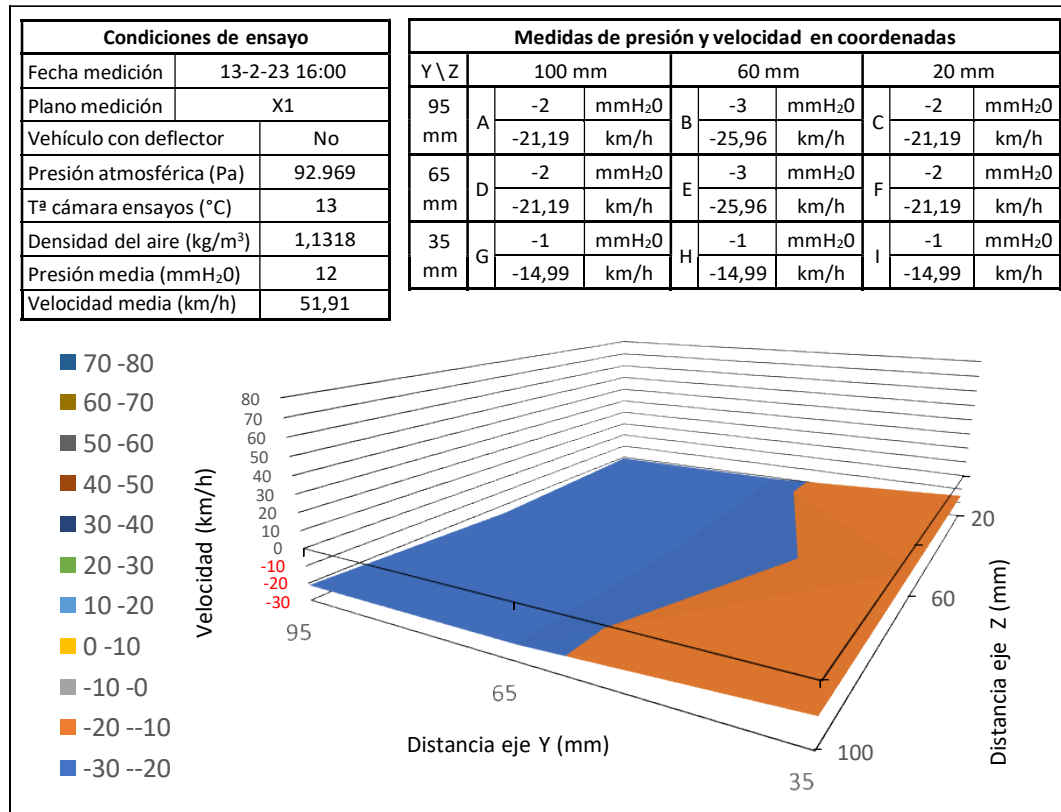 Condiciones de ensayo
Fecha medición 13-2-23 16:00
Plano medición X1
Vehículo con deflector No
Presión atmosférica (Pa) 92.969
Tª cámara ensayos (°C) 13
Densidad del aire (kg/m³) 1,1318
Presión media (mmH₂0) 12
Velocidad media (km/h) 51,91
Medidas de presión y velocidad en coordenadas
Y \ Z 100 mm 60 mm 20 mm
95 mm A -2 mmH₂0 B -3 mmH₂0 C -2 mmH₂0
-21,19 km/h -25,96 km/h -21,19 km/h
65 mm D -2 mmH₂0 E -3 mmH₂0 F -2 mmH₂0
-21,19 km/h -25,96 km/h -21,19 km/h
35 mm G -1 mmH₂0 H -1 mmH₂0 I -1 mmH₂0
-14,99 km/h -14,99 km/h -14,99 km/h
70 -80
60 -70
50 -60
40 -50
30 -40
20 -30
10 -20
0 -10
-10 -0
-20 --10
-30 --20
Velocidad (km/h)
80
70
60
50
40
30
20
10
0
-10
-20
-30
95
65
35
Distancia eje Y (mm)
20
60
100
Distancia eje Z (mm)